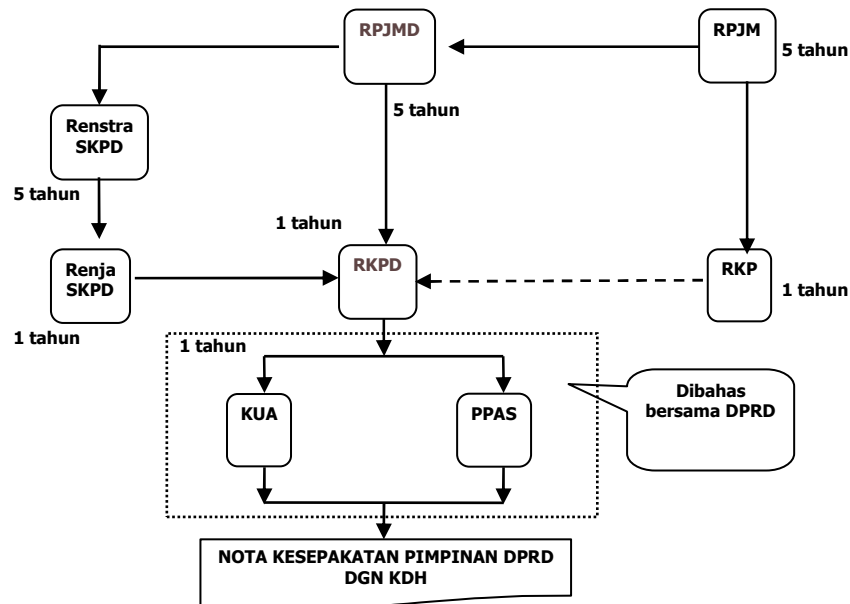 RPJMD
RPJM
5 tahun
5 tahun
Renstra
SKPD
5 tahun
1 tahun
Renja
SKPD
RKPD
RKP
1 tahun
1 tahun
1 tahun
KUA
PPAS
Dibahas
bersama DPRD
NOTA KESEPAKATAN PIMPINAN DPRD
DGN KDH